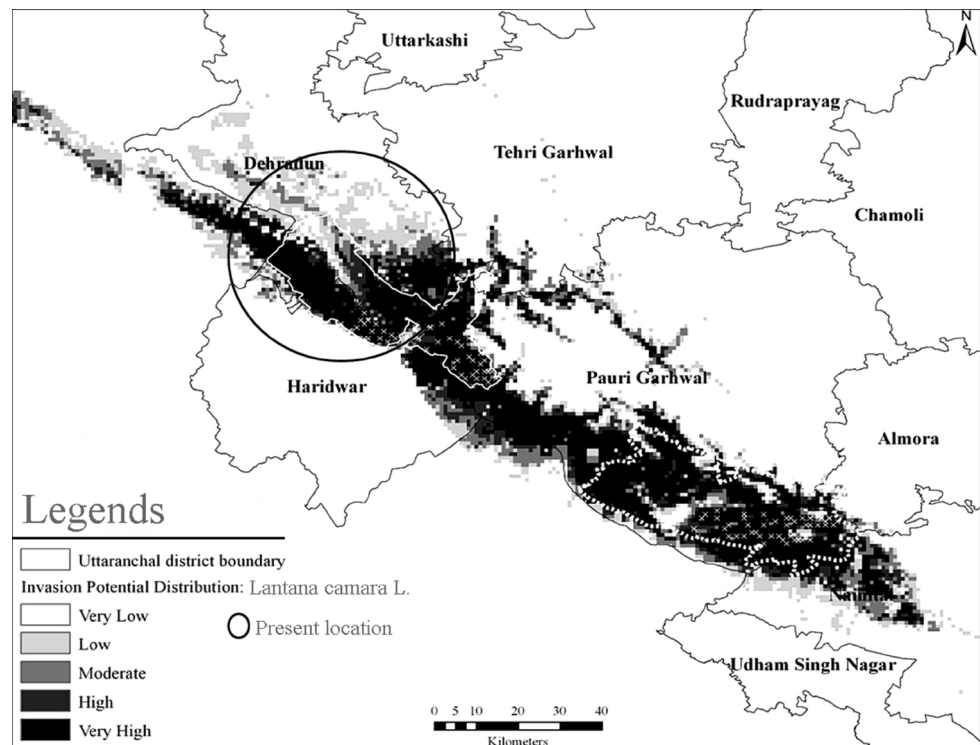 N
Uttarkashi
Rudraprayag
Tehri Garhwal
Dehradun
Chamoli
Haridwar
Pauri Garhwal
Almora
Udham Singh Nagar
Legends
Uttaranchal district boundary
Invasion Potential Distribution: Lantana camara L.
Very Low
Low
Moderate
High
Very High
Present location
0 5 10 20 30 40
Kilometers